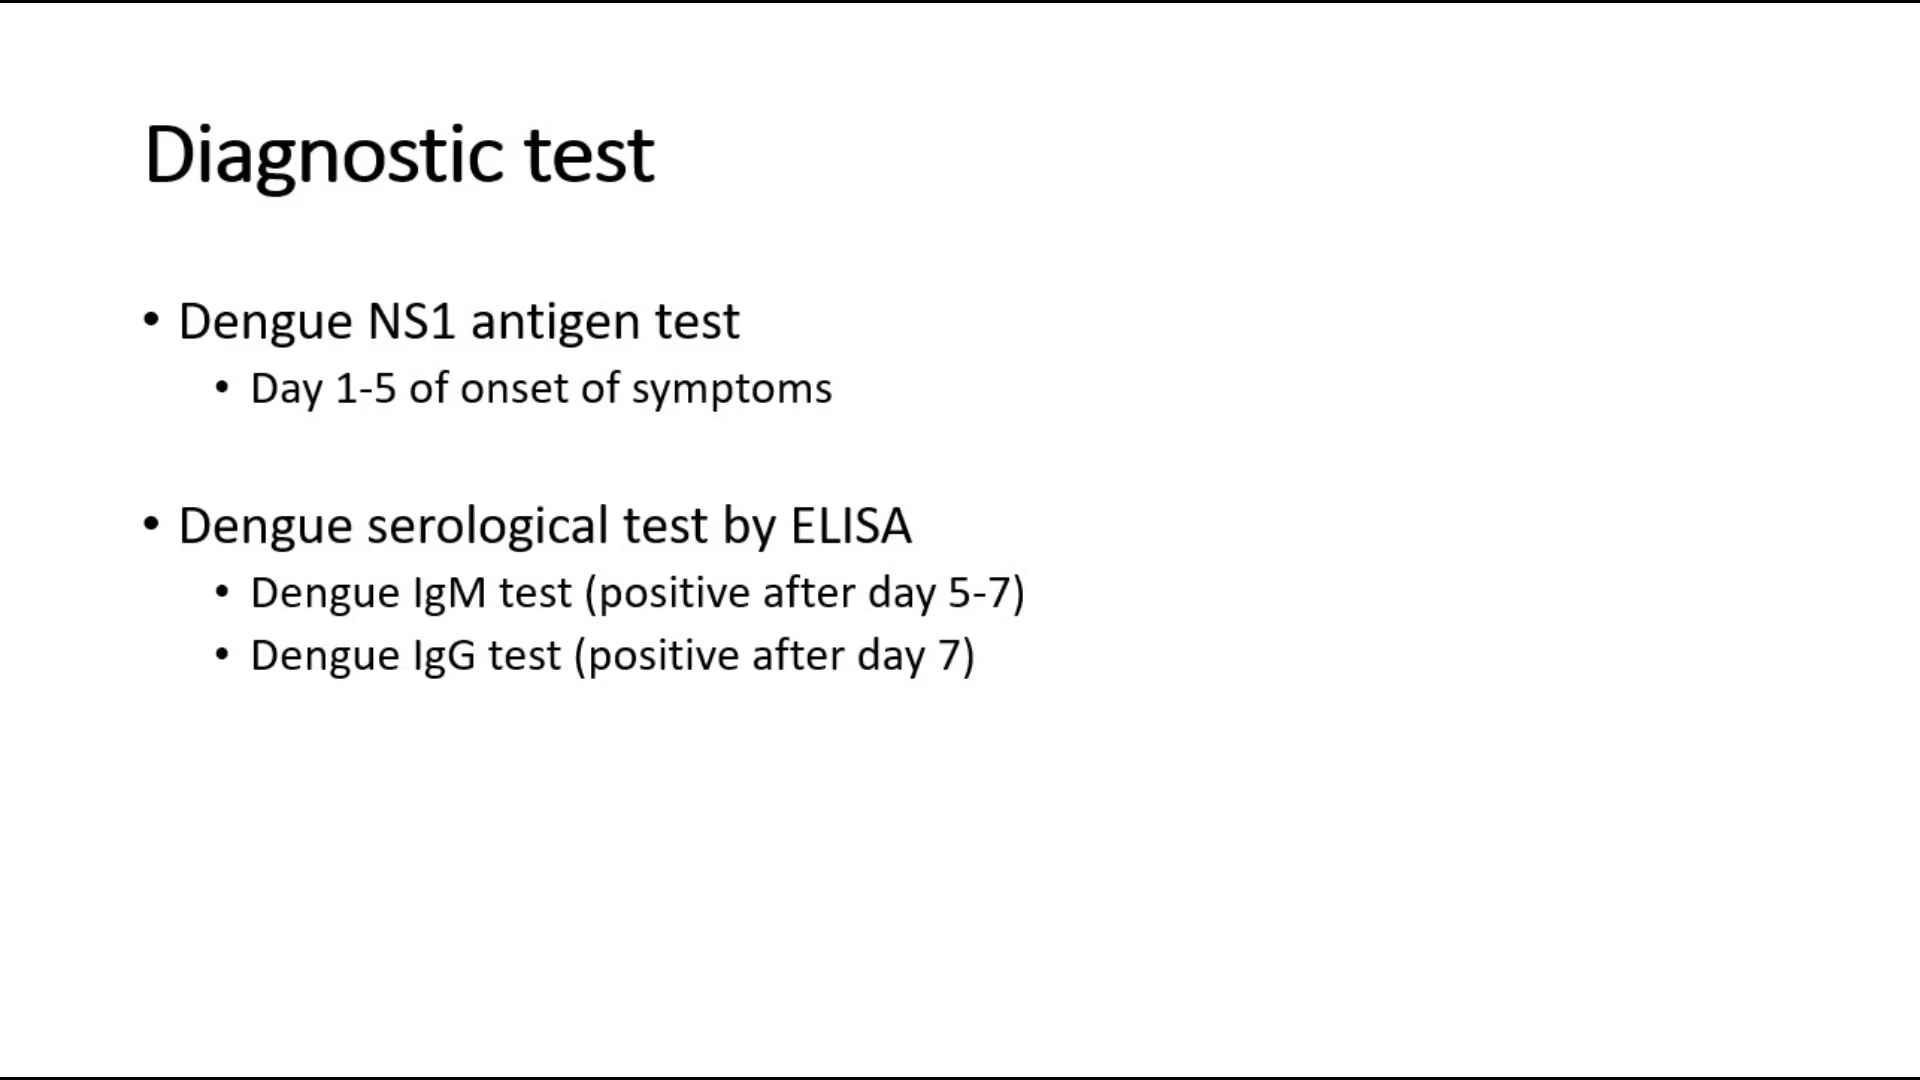 Diagnostic test
• Dengue NS1 antigen test
• Day 1-5 of onset of symptoms
• Dengue serological test by ELISA
• Dengue IgM test (positive after day 5-7)
• Dengue IgG test (positive after day 7)